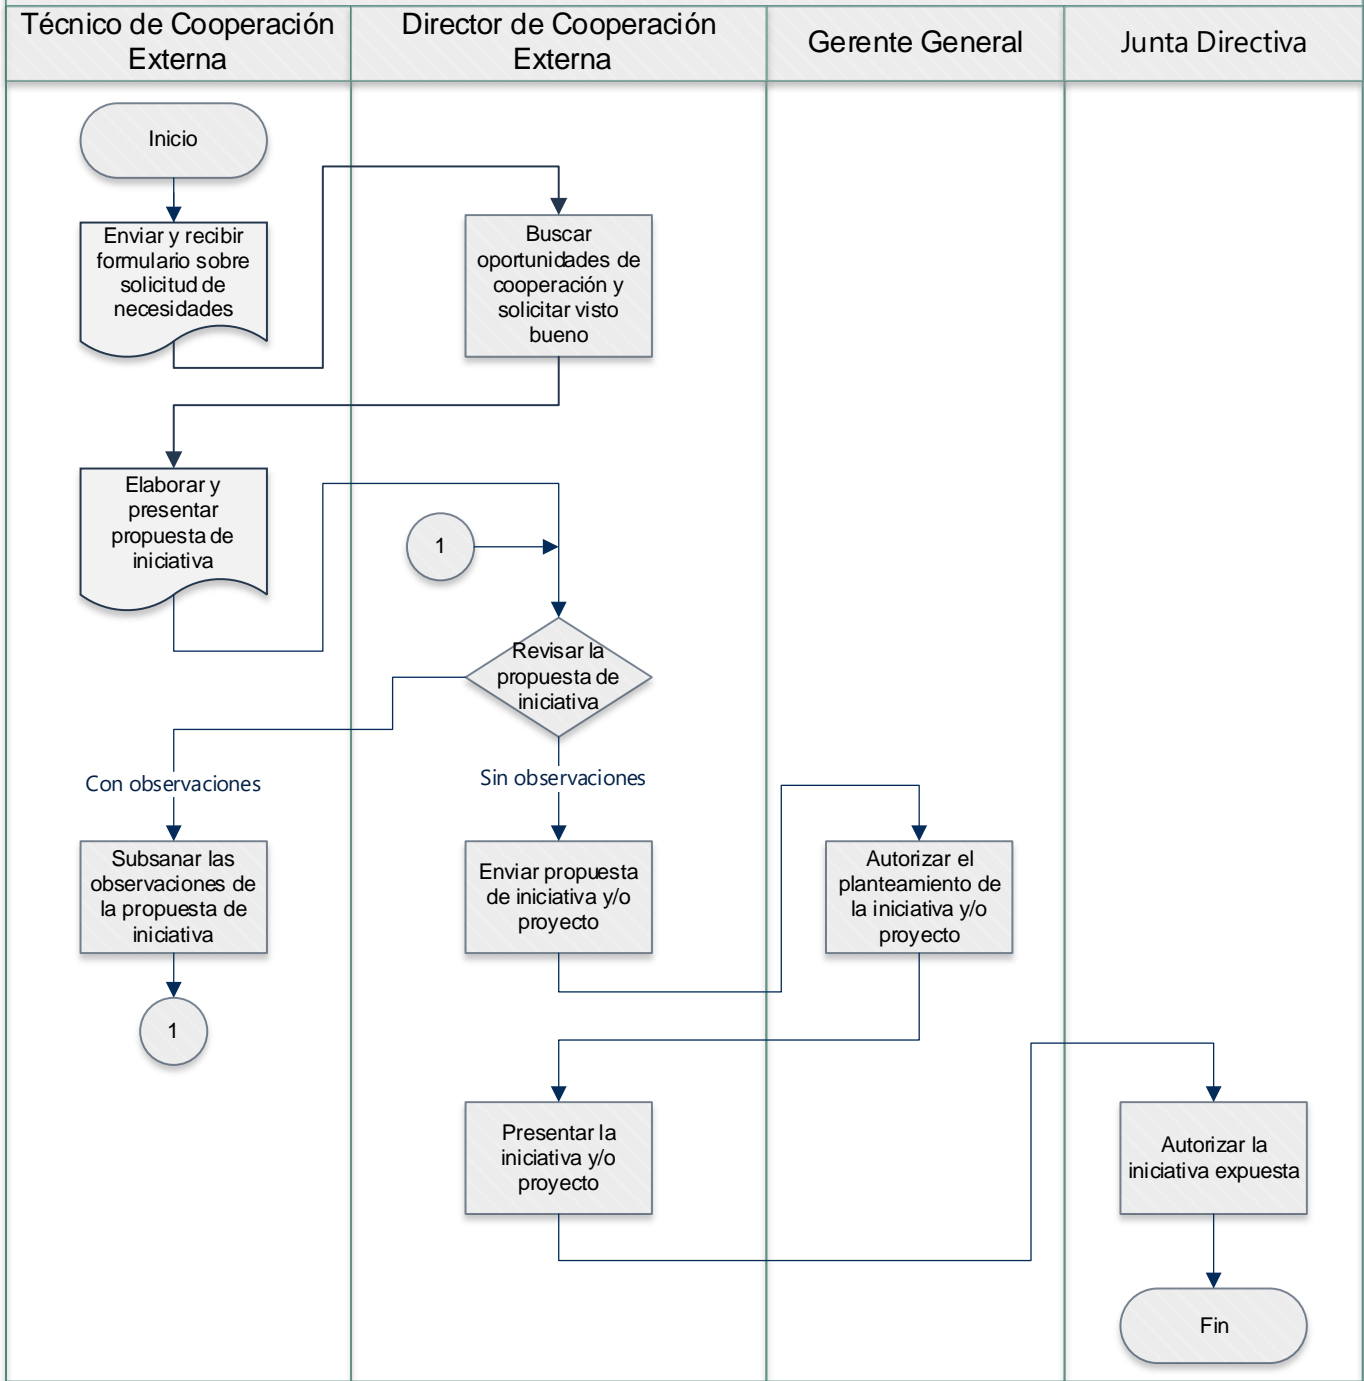 Técnico de Cooperación
Externa
Director de Cooperación
Externa
Gerente General
Junta Directiva
Inicio
Enviar y recibir
formulario sobre
solicitud de
necesidades
Buscar
oportunidades de
cooperación y
solicitar visto
bueno
Elaborar y
presentar
propuesta de
iniciativa
1
Revisar la
propuesta de
iniciativa
Con observaciones
Sin observaciones
Subsanar las
observaciones de
la propuesta de
iniciativa
Enviar propuesta
de iniciativa y/o
proyecto
Autorizar el
planteamiento de
la iniciativa y/o
proyecto
1
Presentar la
iniciativa y/o
proyecto
Autorizar la
iniciativa expuesta
Fin